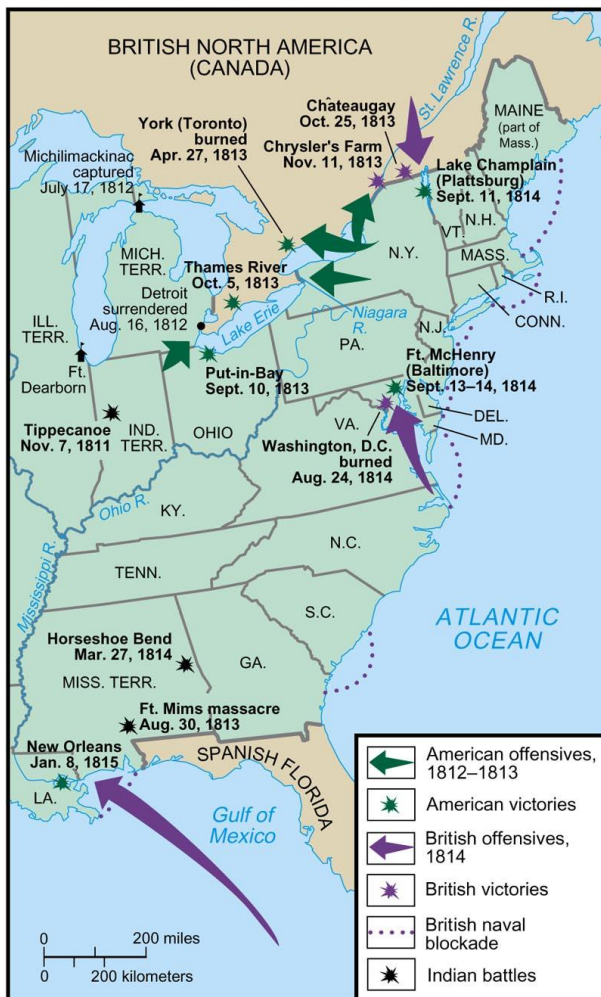 BRITISH NORTH AMERICA
(CANADA)
St. Lawrence R.
Châteaugay
Oct. 25, 1813
Chrysler's Farm
Nov. 11, 1813
York (Toronto)
burned
Apr. 27, 1813
MAINE
(part of
Mass.)
Michilimackinac
captured
July 17, 1812
Lake Champlain
(Plattsburg)
Sept. 11, 1814
VT.
N.H.
MASS.
N.Y.
MICH.
TERR.
Thames River
Oct. 5, 1813
Detroit
surrendered
Aug. 16, 1812
Lake Erie
Niagara
R.
R.I.
CONN.
ILL.
TERR.
PA.
N.J.
Ft.
Dearborn
Put-in-Bay
Sept. 10, 1813
Ft. McHenry
(Baltimore)
Sept. 13–14, 1814
Tippecanoe
Nov. 7, 1811
IND.
TERR.
OHIO
VA.
DEL.
MD.
Washington, D.C.
burned
Aug. 24, 1814
Ohio R.
KY.
Mississippi R.
N.C.
TENN.
S.C.
ATLANTIC
OCEAN
Horseshoe Bend
Mar. 27, 1814
MISS. TERR.
GA.
Ft. Mims massacre
Aug. 30, 1813
New Orleans
Jan. 8, 1815
LA.
SPANISH FLORIDA
Gulf of
Mexico
0 200 miles
0 200 kilometers
American offensives,
1812–1813
American victories
British offensives,
1814
British victories
British naval
blockade
Indian battles